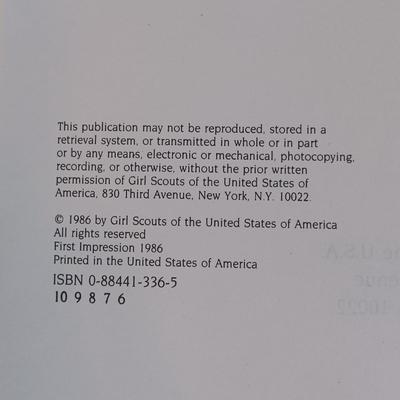 This publication may not be reproduced, stored in a
retrieval system, or transmitted in whole or in part
or by any means, electronic or mechanical, photocopying,
recording, or otherwise, without the prior written
permission of Girl Scouts of the United States of
America, 830 Third Avenue, New York, N.Y. 10022.
© 1986 by Girl Scouts of the United States of America
All rights reserved
First Impression 1986
Printed in the United States of America
ISBN 0-88441-336-5
10 9 8 7 6